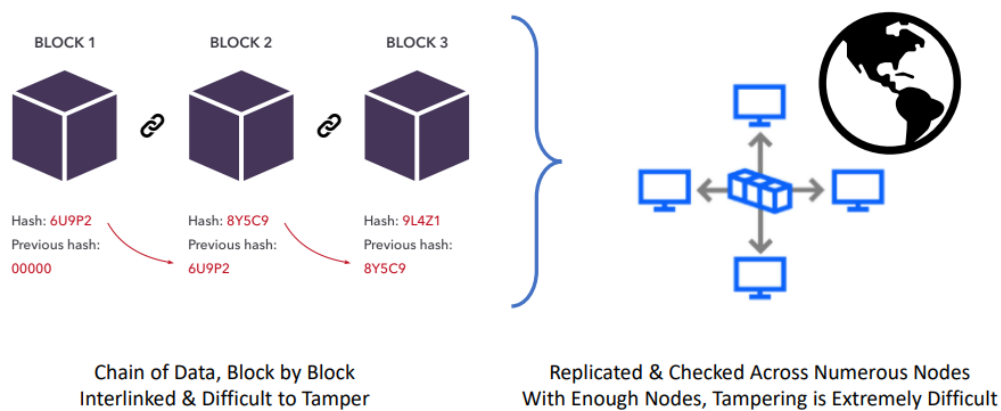 BLOCK 1
BLOCK 2
BLOCK 3
Hash: 6U9P2
Previous hash:
00000
Hash: 8Y5C9
Previous hash:
6U9P2
Hash: 9L4Z1
Previous hash:
8Y5C9
Chain of Data, Block by Block
Interlinked & Difficult to Tamper
Replicated & Checked Across Numerous Nodes
With Enough Nodes, Tampering is Extremely Difficult